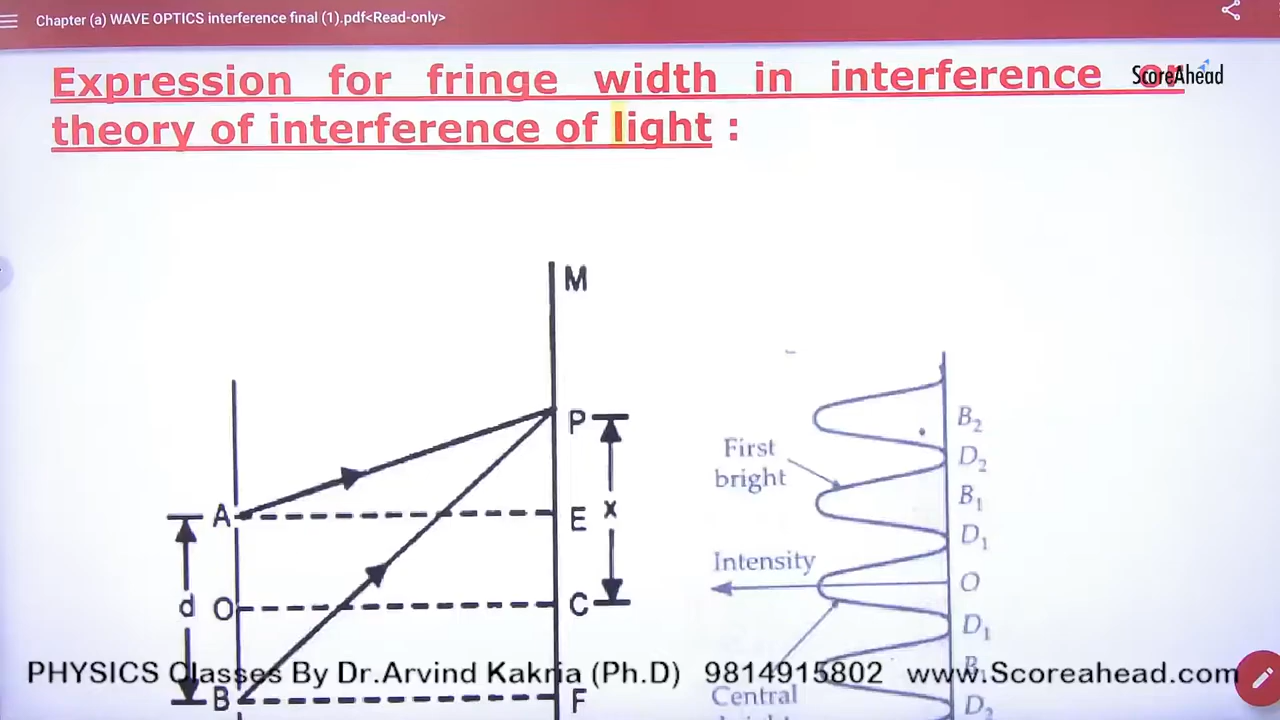 Chapter (a) WAVE OPTICS interference final (1).pdf<Read-only>
ScoreAhead
Expression for fringe width in interference or
theory of interference of light :
M
P
A
E
x
d
O
C
B
F
First
bright
Intensity
Central
B2
D2
B1
D1
O
D1
B1
D2
PHYSICS Classes By Dr.Arvind Kakria (Ph.D) 9814915802 www.Scoreahead.com